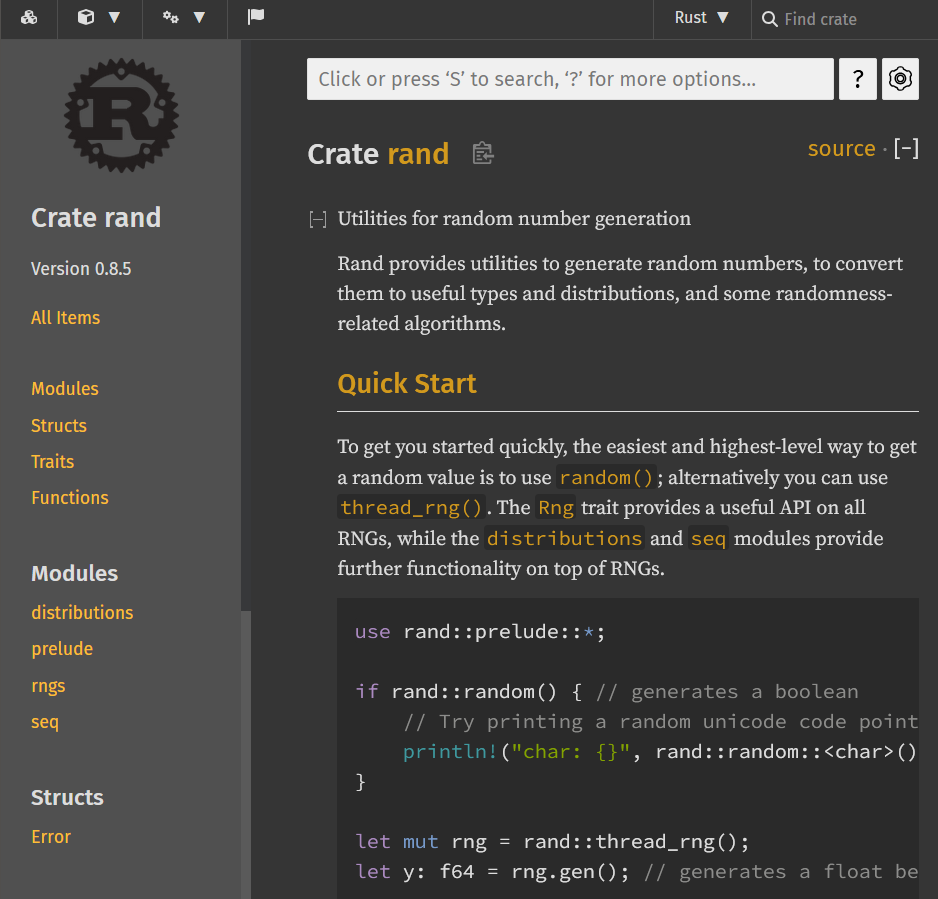 Rust ▼
Find crate
Click or press ‘S’ to search, ‘?’ for more options…
?
R
Crate rand
source · [−]
Crate rand
Version 0.8.5
All Items
Modules
Structs
Traits
Functions
Modules
distributions
prelude
rngs
seq
Structs
Error
[−] Utilities for random number generation
Rand provides utilities to generate random numbers, to convert
them to useful types and distributions, and some randomness-
related algorithms.
Quick Start
To get you started quickly, the easiest and highest-level way to get
a random value is to use random(); alternatively you can use
thread_rng(). The Rng trait provides a useful API on all
RNGs, while the distributions and seq modules provide
further functionality on top of RNGs.
use rand::prelude::*;
if rand::random() { // generates a boolean
// Try printing a random unicode code point
println!("char: {}", rand::random::<char>()
}
let mut rng = rand::thread_rng();
let y: f64 = rng.gen(); // generates a float be